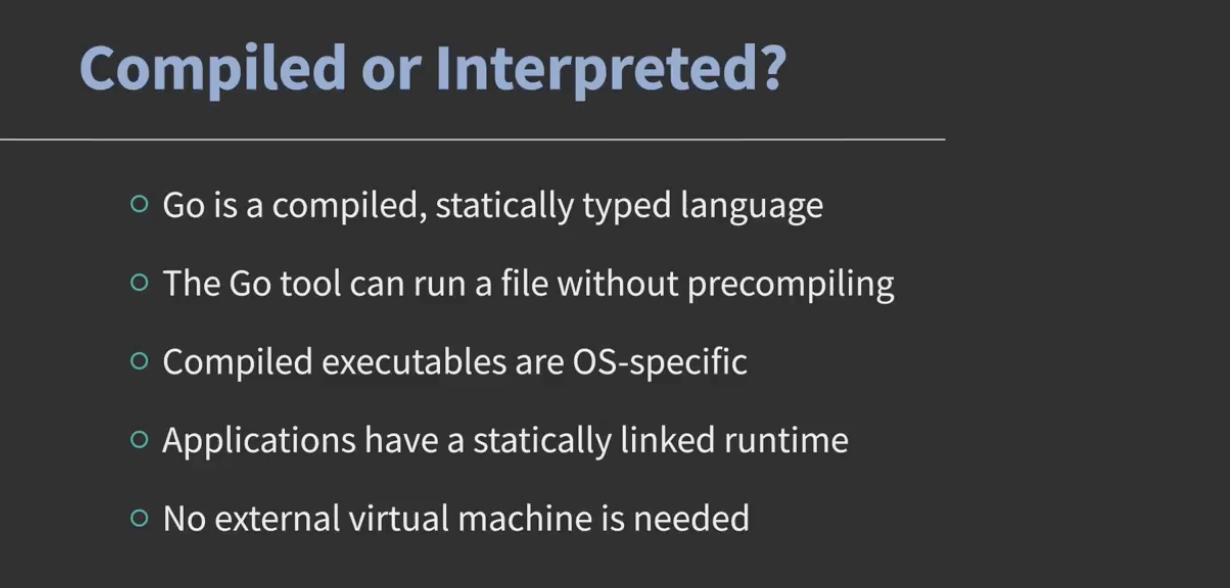 Compiled or Interpreted?
Go is a compiled, statically typed language
The Go tool can run a file without precompiling
Compiled executables are OS-specific
Applications have a statically linked runtime
No external virtual machine is needed